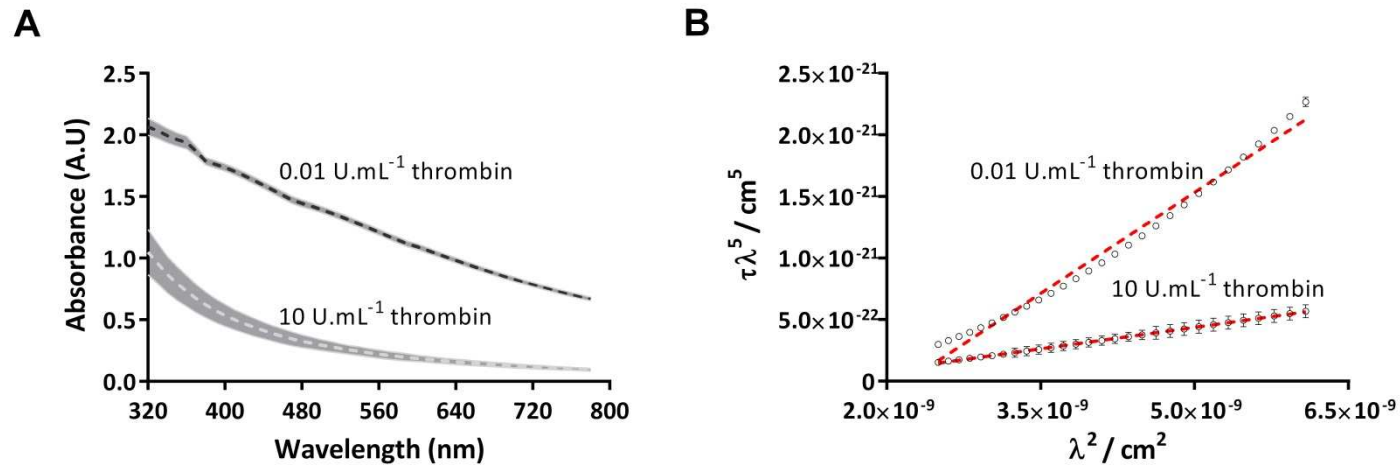 A
Absorbance (A.U)
2.5
2.0
1.5
1.0
0.5
0.0
0.01 U.mL⁻¹ thrombin
10 U.mL⁻¹ thrombin
320 400 480 560 640 720 800
Wavelength (nm)
B
τλ⁵ / cm⁵
2.5×10⁻²¹
2.0×10⁻²¹
1.5×10⁻²¹
1.0×10⁻²¹
5.0×10⁻²²
0
0.01 U.mL⁻¹ thrombin
10 U.mL⁻¹ thrombin
2.0×10⁻⁹ 3.5×10⁻⁹ 5.0×10⁻⁹ 6.5×10⁻⁹
λ² / cm²